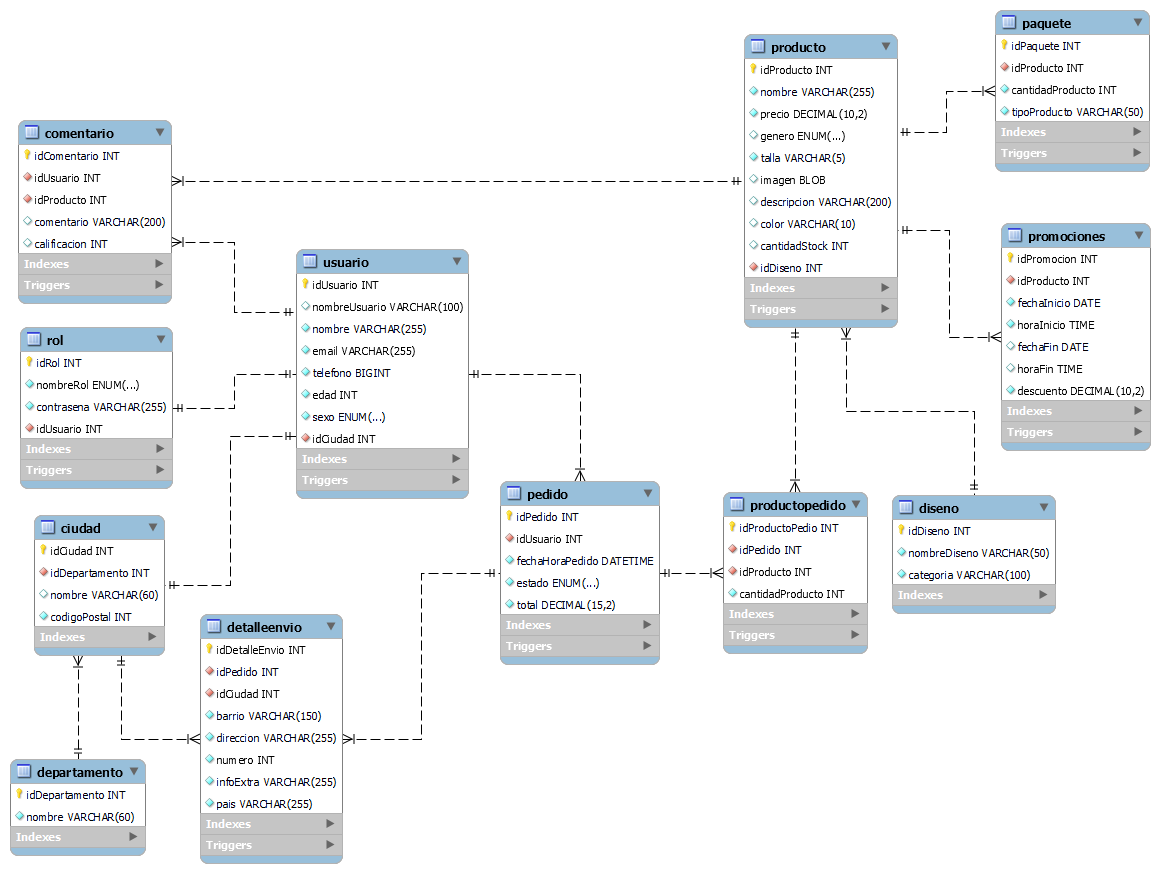 paquete
idPaquete INT
idProducto INT
cantidadProducto INT
tipoProducto VARCHAR(50)
Indexes
Triggers
producto
idProducto INT
nombre VARCHAR(255)
precio DECIMAL(10,2)
genero ENUM(...)
talla VARCHAR(5)
imagen BLOB
descripcion VARCHAR(200)
color VARCHAR(10)
cantidadStock INT
idDiseno INT
Indexes
Triggers
comentario
idComentario INT
idUsuario INT
idProducto INT
comentario VARCHAR(200)
calificacion INT
Indexes
Triggers
promociones
idPromocion INT
idProducto INT
fechaInicio DATE
horaInicio TIME
fechaFin DATE
horaFin TIME
descuento DECIMAL(10,2)
Indexes
Triggers
usuario
idUsuario INT
nombreUsuario VARCHAR(100)
nombre VARCHAR(255)
email VARCHAR(255)
telefono BIGINT
edad INT
sexo ENUM(...)
idCiudad INT
Indexes
Triggers
rol
idRol INT
nombreRol ENUM(...)
contrasena VARCHAR(255)
idUsuario INT
Indexes
Triggers
pedido
idPedido INT
idUsuario INT
fechaHoraPedido DATETIME
estado ENUM(...)
total DECIMAL(15,2)
Indexes
Triggers
productopedido
idProductoPedio INT
idPedido INT
idProducto INT
cantidadProducto INT
Indexes
Triggers
diseno
idDiseno INT
nombreDiseno VARCHAR(50)
categoria VARCHAR(100)
Indexes
ciudad
idCiudad INT
idDepartamento INT
nombre VARCHAR(60)
codigoPostal INT
Indexes
detalleenvio
idDetalleEnvio INT
idPedido INT
idCiudad INT
barrio VARCHAR(150)
direccion VARCHAR(255)
numero INT
infoExtra VARCHAR(255)
pais VARCHAR(255)
Indexes
Triggers
departamento
idDepartamento INT
nombre VARCHAR(60)
Indexes